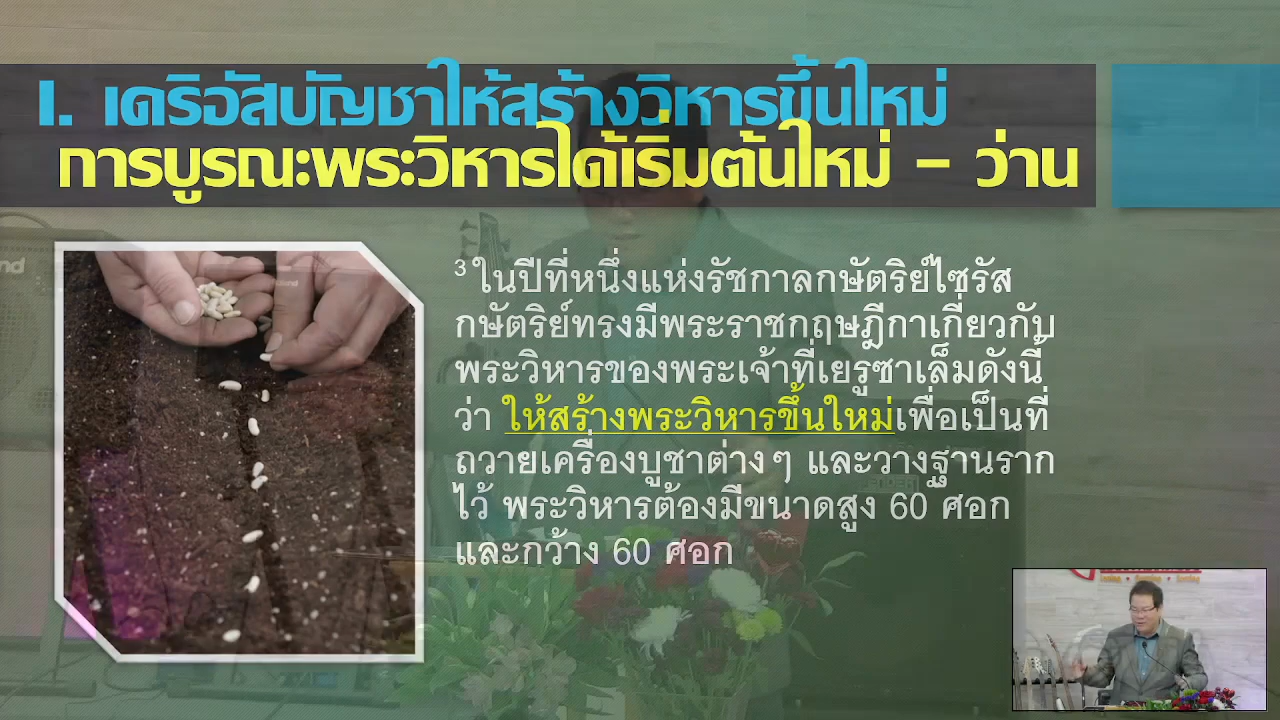 I. เดริอัสบัญชาให้สร้างวิหารขึ้นใหม่
การบูรณะพระวิหารได้เริ่มต้นใหม่ – ว่าน
3 ในปีที่หนึ่งแห่งรัชกาลกษัตริย์ไซรัส
กษัตริย์ทรงมีพระราชกฤษฎีกาเกี่ยวกับ
พระวิหารของพระเจ้าที่เยรูซาเล็มดังนี้
ว่า ให้สร้างพระวิหารขึ้นใหม่เพื่อเป็นที่
ถวายเครื่องบูชาต่างๆ และวางฐานราก
ไว้ พระวิหารต้องมีขนาดสูง 60 ศอก
และกว้าง 60 ศอก